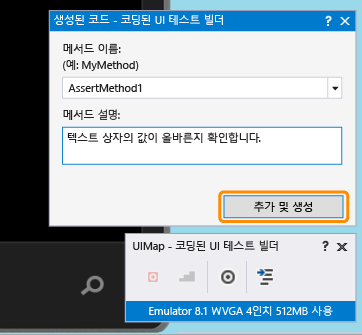 생성된 코드 - 코딩된 UI 테스트 빌더
메서드 이름:
(예: MyMethod)
AssertMethod1
메서드 설명:
텍스트 상자의 값이 올바른지 확인합니다.
추가 및 생성
UIMap - 코딩된 UI 테스트 빌더
Emulator 8.1 WVGA 4인치 512MB 사용